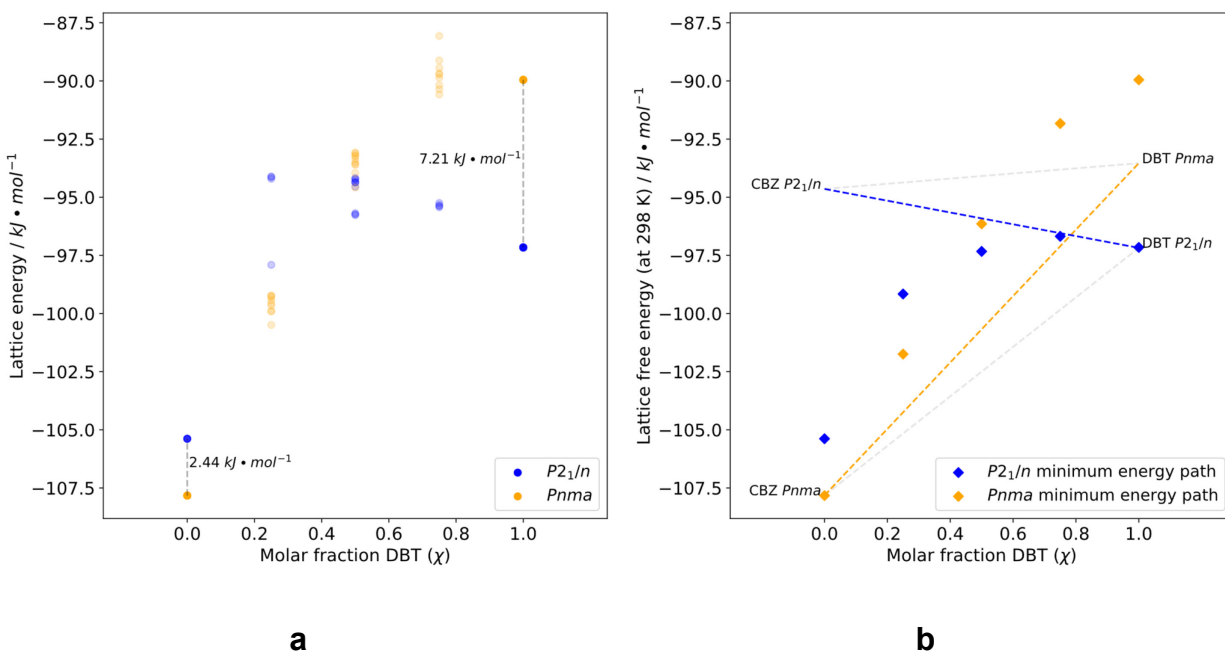 Lattice energy / kJ • mol⁻¹
−87.5
−90.0
−92.5
−95.0
−97.5
−100.0
−102.5
−105.0
−107.5
7.21 kJ • mol⁻¹
2.44 kJ • mol⁻¹
P2₁/n
Pnma
0.0 0.2 0.4 0.6 0.8 1.0
Molar fraction DBT (χ)
a
Lattice free energy (at 298 K) / kJ • mol⁻¹
−87.5
−90.0
−92.5
−95.0
−97.5
−100.0
−102.5
−105.0
−107.5
DBT Pnma
CBZ P2₁/n
DBT P2₁/n
CBZ Pnma
P2₁/n minimum energy path
Pnma minimum energy path
0.0 0.2 0.4 0.6 0.8 1.0
Molar fraction DBT (χ)
b